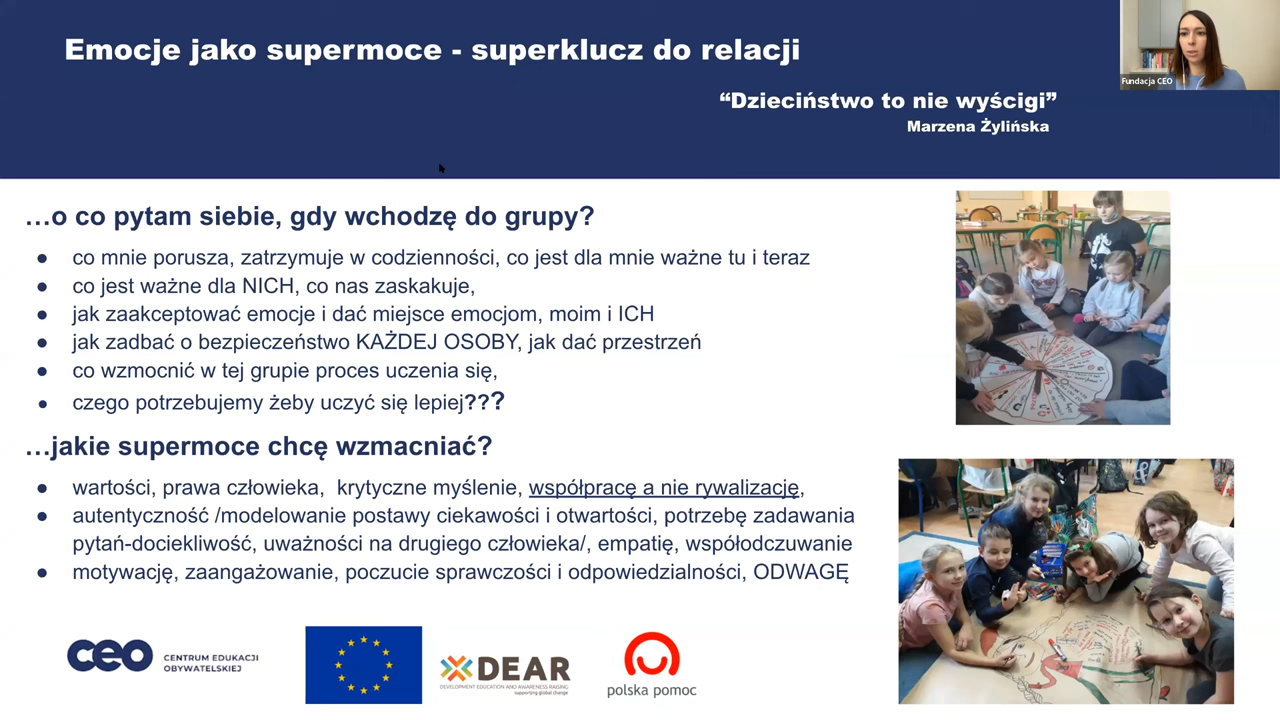 Emocje jako supermoce - superklucz do relacji
“Dzieciństwo to nie wyścigi”
Marzena Żylińska
Fundacja CEO
…o co pytam siebie, gdy wchodzę do grupy?
● co mnie porusza, zatrzymuje w codzienności, co jest dla mnie ważne tu i teraz
● co jest ważne dla NICH, co nas zaskakuje,
● jak zaakceptować emocje i dać miejsce emocjom, moim i ICH
● jak zadbać o bezpieczeństwo KAŻDEJ OSOBY, jak dać przestrzeń
● co wzmocnić w tej grupie proces uczenia się,
● czego potrzebujemy żeby uczyć się lepiej???
…jakie supermoce chcę wzmacniać?
● wartości, prawa człowieka, krytyczne myślenie, współpracę a nie rywalizację,
● autentyczność /modelowanie postawy ciekawości i otwartości, potrzebę zadawania
pytań-dociekliwość, uważności na drugiego człowieka/, empatię, współodczuwanie
● motywację, zaangażowanie, poczucie sprawczości i odpowiedzialności, ODWAGĘ
ceo CENTRUM EDUKACJI
OBYWATELSKIEJ
DEAR
DEVELOPMENT EDUCATION AND AWARENESS RAISING
supporting global change
polska pomoc